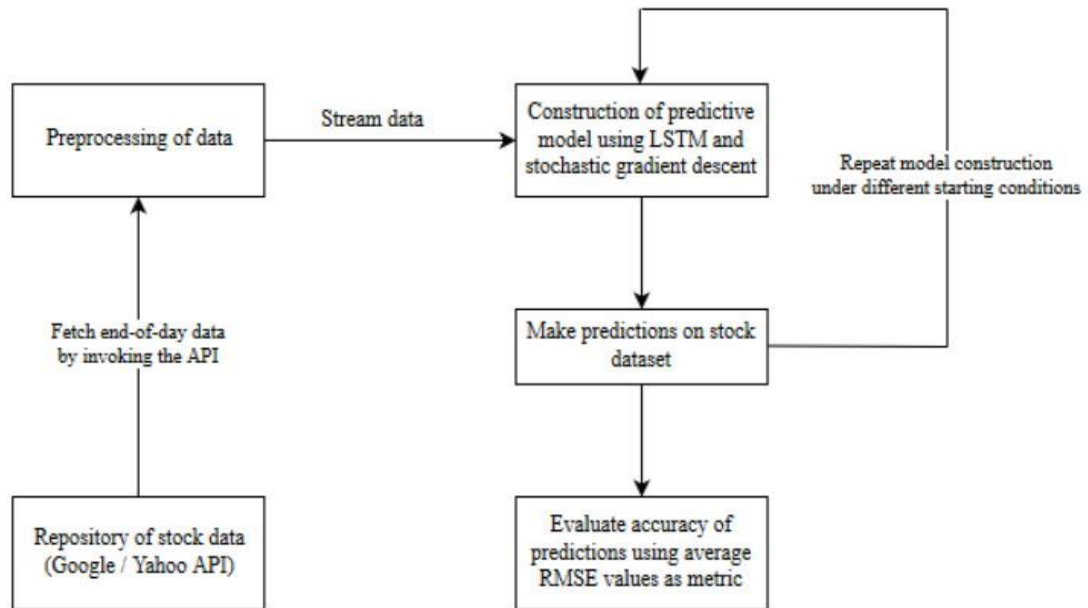 Preprocessing of data
Stream data
Construction of predictive
model using LSTM and
stochastic gradient descent
Repeat model construction
under different starting conditions
Fetch end-of-day data
by invoking the API
Make predictions on stock
dataset
Repository of stock data
(Google / Yahoo API)
Evaluate accuracy of
predictions using average
RMSE values as metric